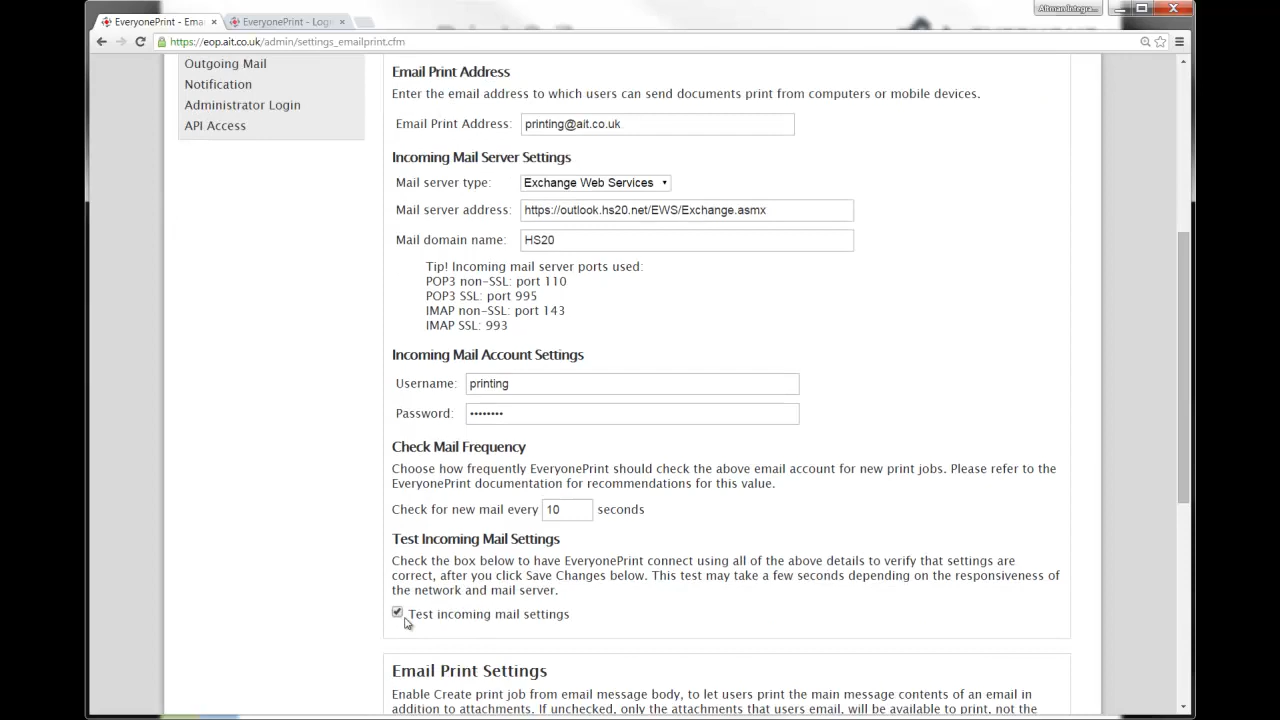 EveryonePrint - Emai
EveryonePrint - Login
Altman Integra...
https://eop.ait.co.uk/admin/settings_emailprint.cfm
Outgoing Mail
Notification
Administrator Login
API Access
Email Print Address
Enter the email address to which users can send documents print from computers or mobile devices.
Email Print Address: printing@ait.co.uk
Incoming Mail Server Settings
Mail server type: Exchange Web Services
Mail server address: https://outlook.hs20.net/EWS/Exchange.asmx
Mail domain name: HS20
Tip! Incoming mail server ports used:
POP3 non-SSL: port 110
POP3 SSL: port 995
IMAP non-SSL: port 143
IMAP SSL: 993
Incoming Mail Account Settings
Username: printing
Password: ••••••••
Check Mail Frequency
Choose how frequently EveryonePrint should check the above email account for new print jobs. Please refer to the
EveryonePrint documentation for recommendations for this value.
Check for new mail every 10 seconds
Test Incoming Mail Settings
Check the box below to have EveryonePrint connect using all of the above details to verify that settings are
correct, after you click Save Changes below. This test may take a few seconds depending on the responsiveness of
the network and mail server.
Test incoming mail settings
Email Print Settings
Enable Create print job from email message body, to let users print the main message contents of an email in
addition to attachments. If unchecked, only the attachments that users email, will be available to print, not the